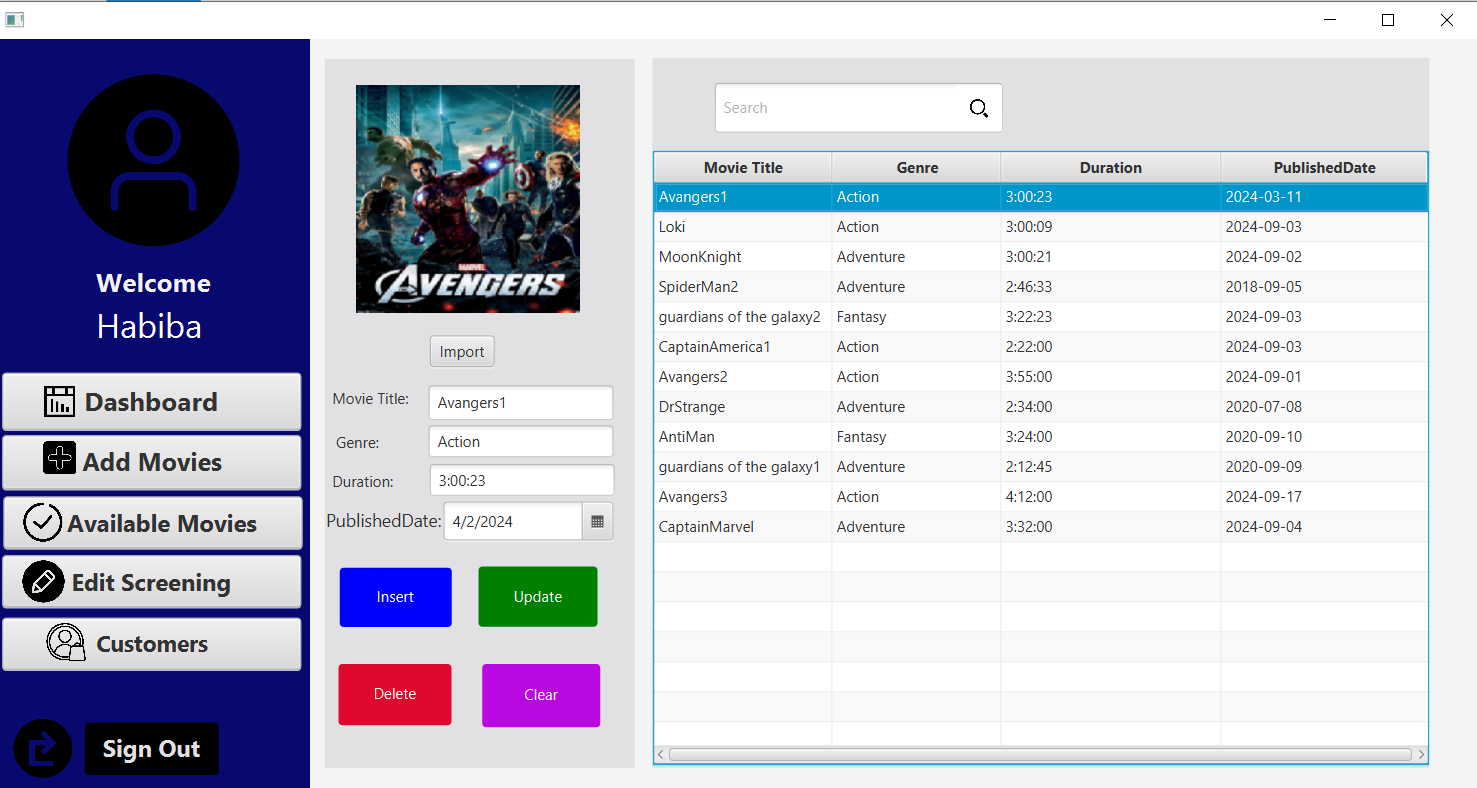 Welcome
Habiba
Dashboard
Add Movies
Available Movies
Edit Screening
Customers
Sign Out
MARVEL
AVENGERS
Import
Movie Title: Avangers1
Genre: Action
Duration: 3:00:23
PublishedDate: 4/2/2024
Insert Update
Delete Clear
Search
Movie Title Genre Duration PublishedDate
Avangers1 Action 3:00:23 2024-03-11
Loki Action 3:00:09 2024-09-03
MoonKnight Adventure 3:00:21 2024-09-02
SpiderMan2 Adventure 2:46:33 2018-09-05
guardians of the galaxy2 Fantasy 3:22:23 2024-09-03
CaptainAmerica1 Action 2:22:00 2024-09-03
Avangers2 Action 3:55:00 2024-09-01
DrStrange Adventure 2:34:00 2020-07-08
AntiMan Fantasy 3:24:00 2020-09-10
guardians of the galaxy1 Adventure 2:12:45 2020-09-09
Avangers3 Action 4:12:00 2024-09-17
CaptainMarvel Adventure 3:32:00 2024-09-04